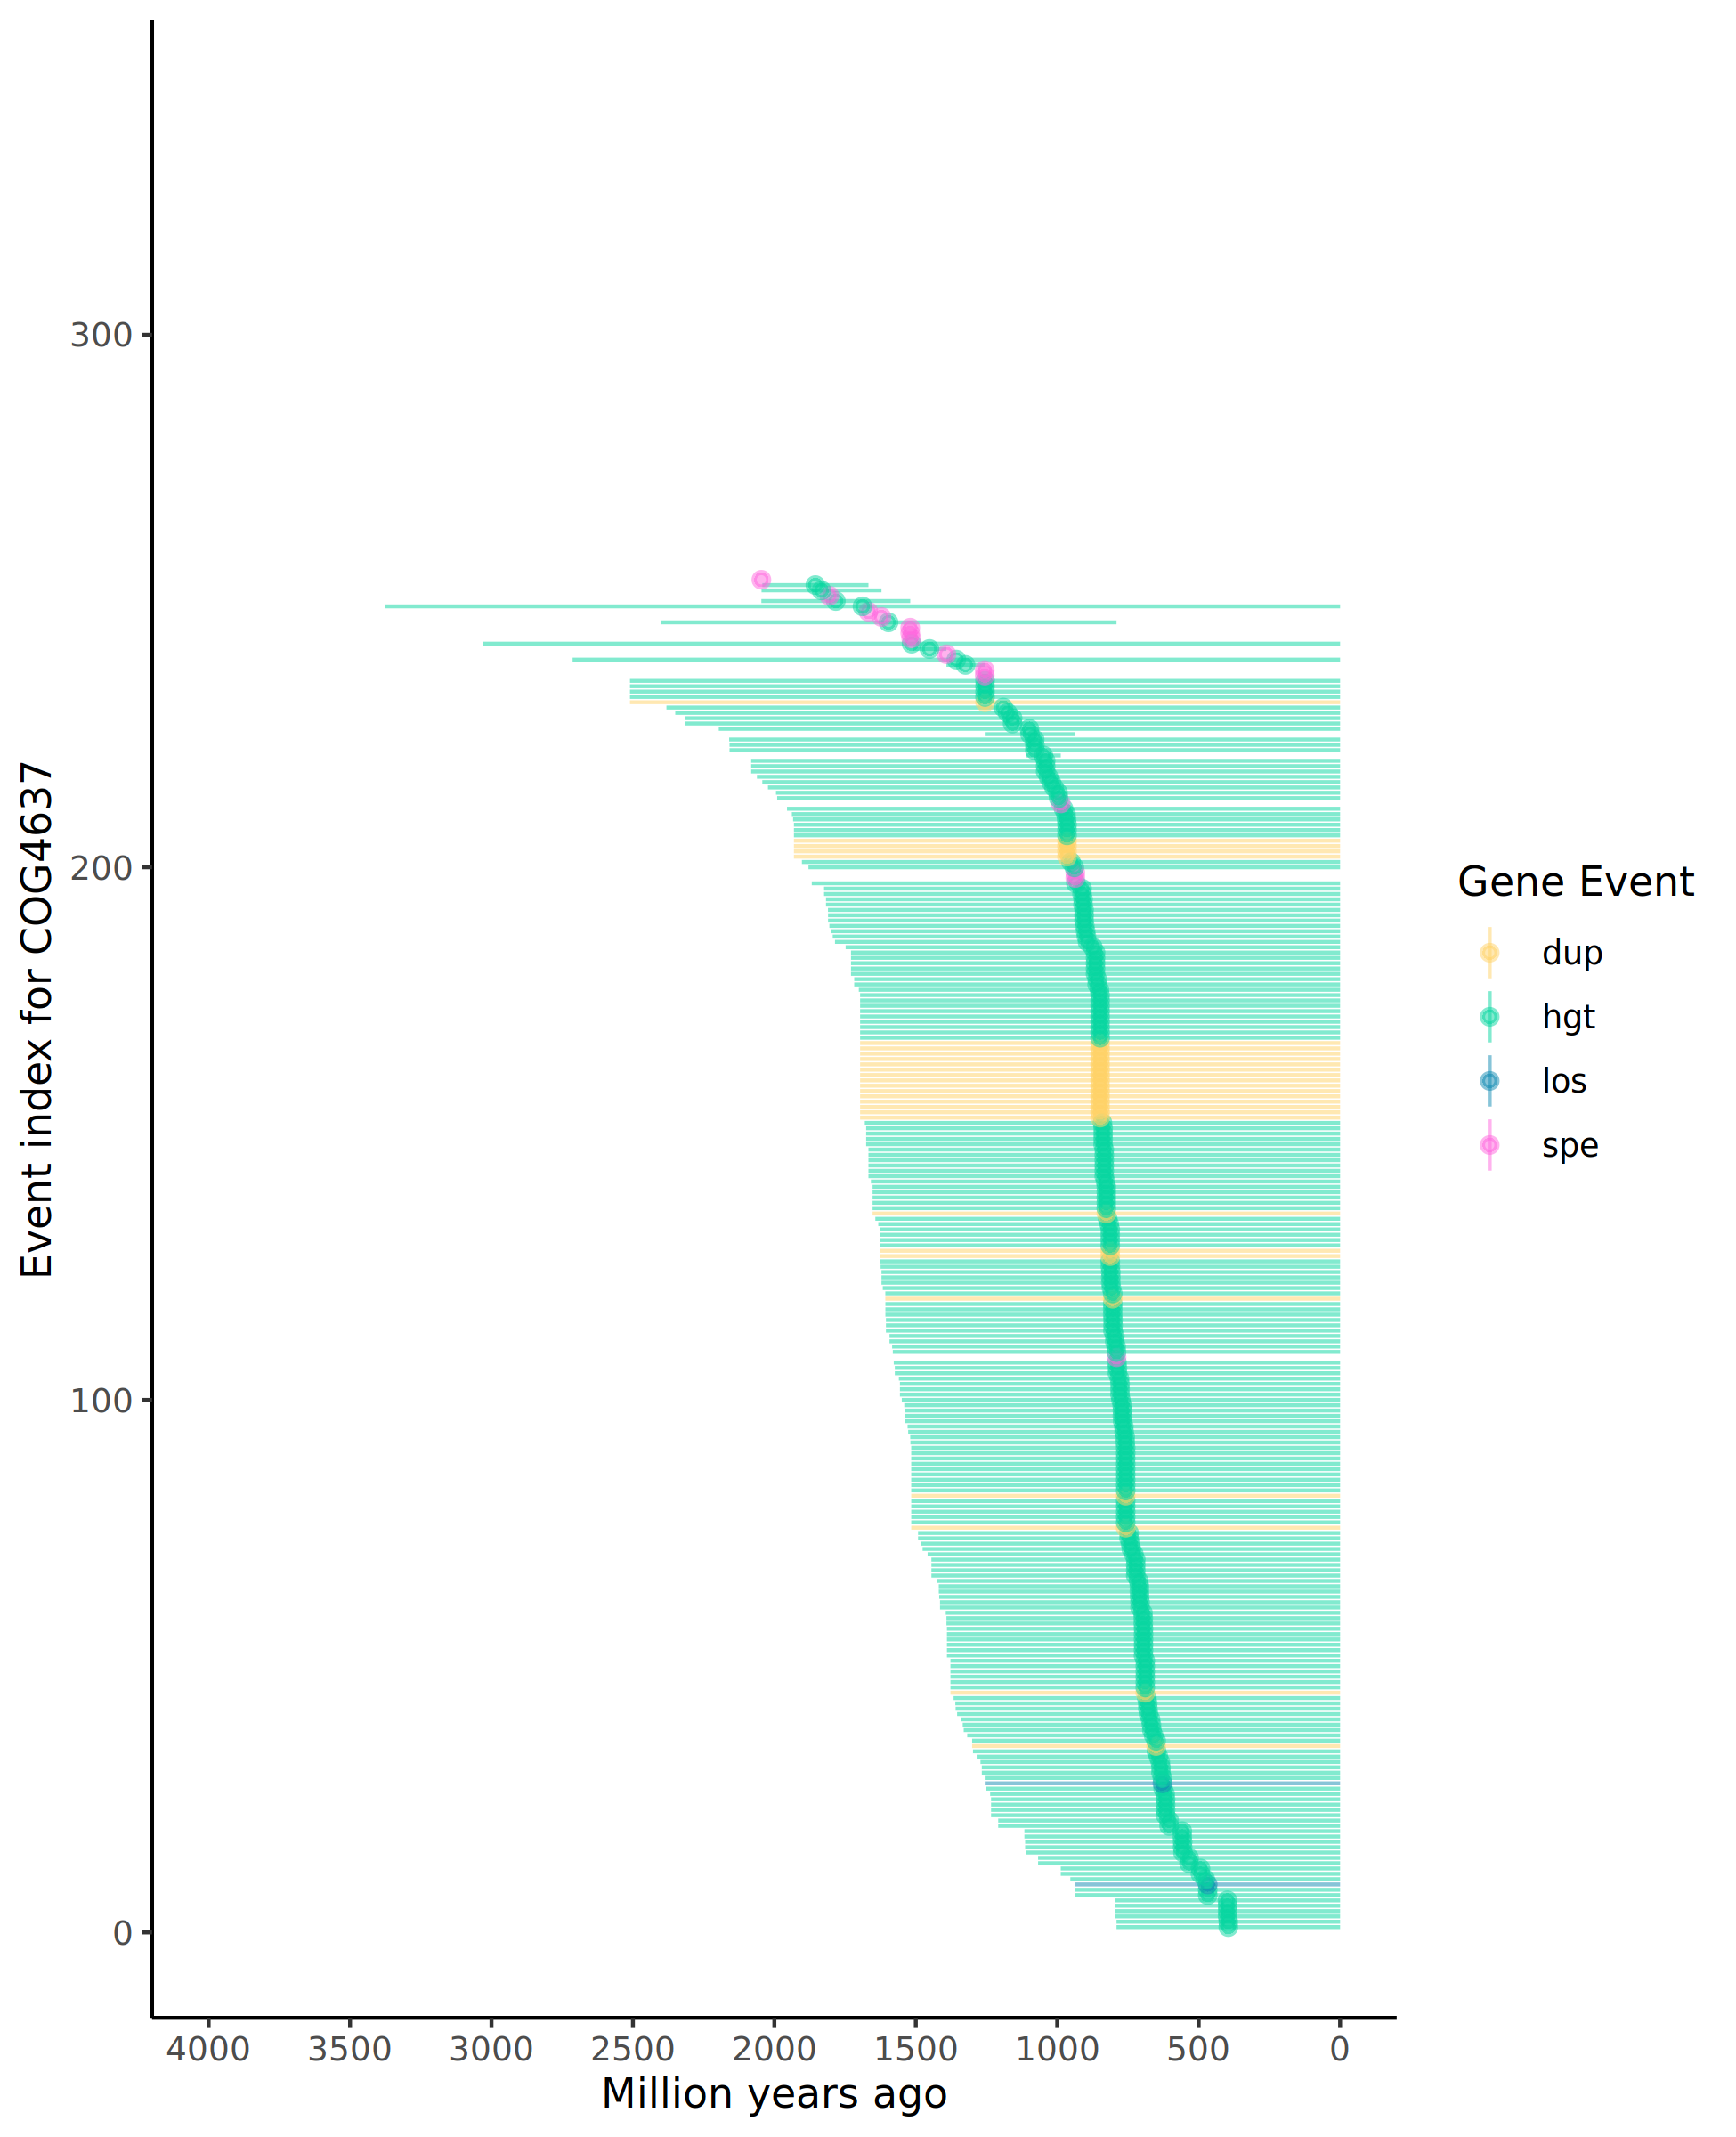 Event index for COG4637
300
200
100
0
4000 3500 3000 2500 2000 1500 1000 500 0
Million years ago
Gene Event
dup
hgt
los
spe